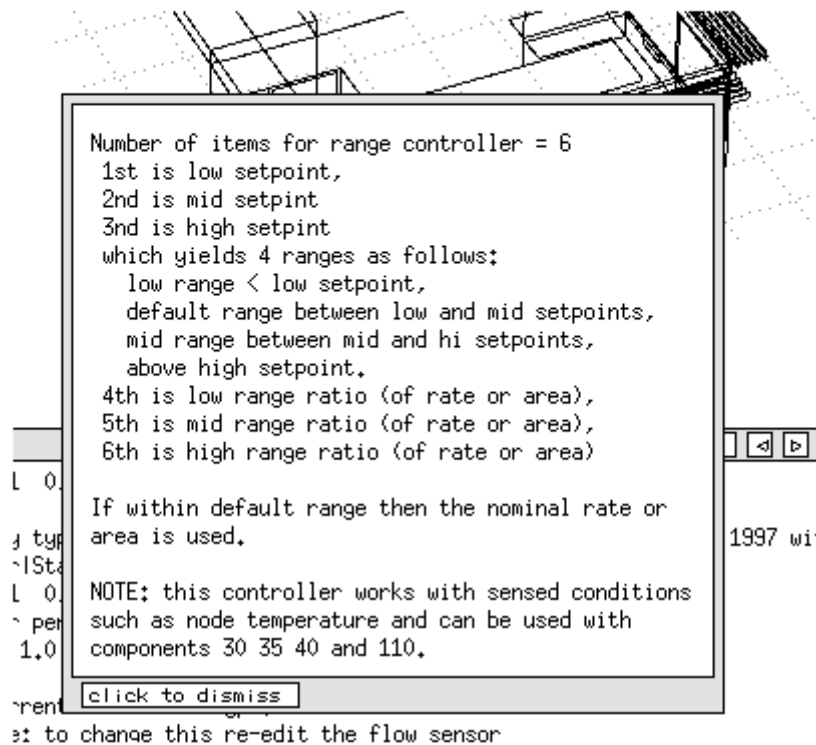 Number of items for range controller = 6
1st is low setpoint,
2nd is mid setpint
3nd is high setpint
which yields 4 ranges as follows:
low range < low setpoint,
default range between low and mid setpoints,
mid range between mid and hi setpoints,
above high setpoint.
4th is low range ratio (of rate or area),
5th is mid range ratio (of rate or area),
6th is high range ratio (of rate or area)
If within default range then the nominal rate or
area is used.
NOTE: this controller works with sensed conditions
such as node temperature and can be used with
components 30 35 40 and 110.
click to dismiss
L 0.
1997 wi
L 0.
1.0
to change this re-edit the flow sensor